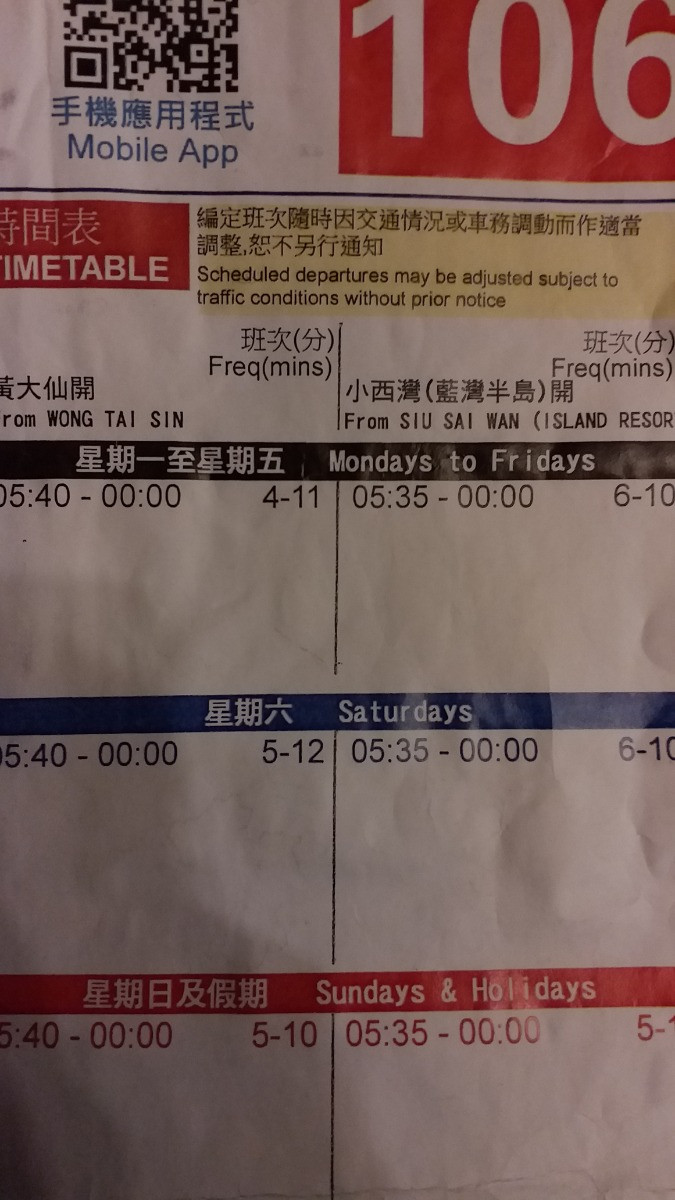 106
手機應用程式
Mobile App
時間表
TIMETABLE
編定班次隨時因交通情況或車務調動而作適當
調整,恕不另行通知
Scheduled departures may be adjusted subject to
traffic conditions without prior notice
班次(分)
Freq(mins)
黃大仙開
rom WONG TAI SIN
班次(分)
Freq(mins)
小西灣(藍灣半島)開
From SIU SAI WAN (ISLAND RESOR
星期一至星期五 Mondays to Fridays
05:40 - 00:00 4-11 05:35 - 00:00 6-10
星期六 Saturdays
05:40 - 00:00 5-12 05:35 - 00:00 6-10
星期日及假期 Sundays & Holidays
5:40 - 00:00 5-10 05:35 - 00:00 5-1